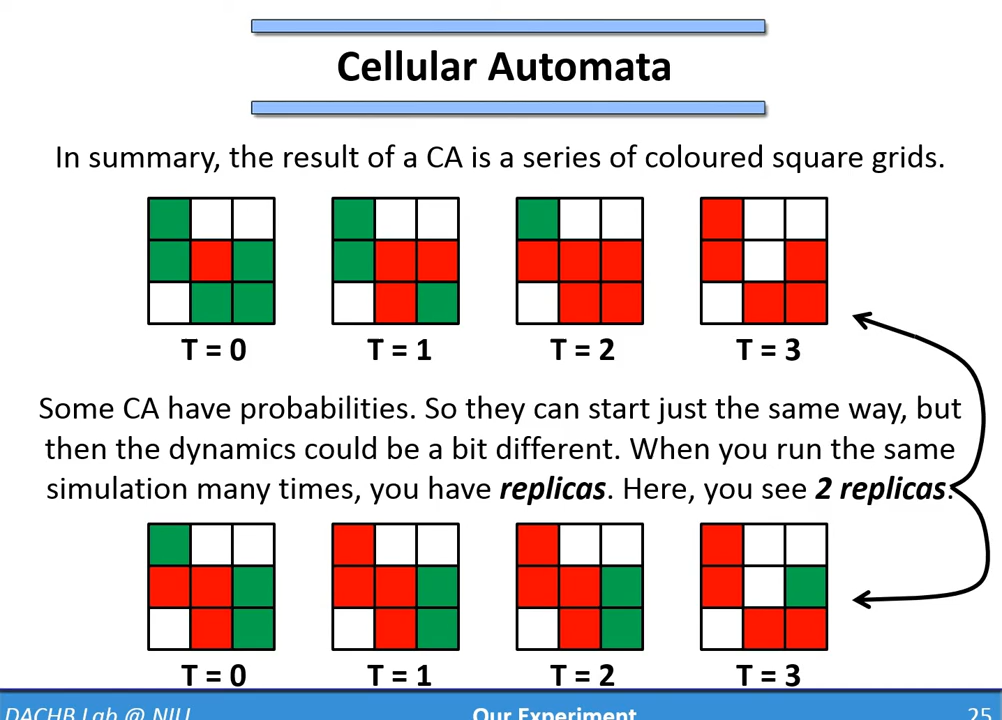 Cellular Automata
In summary, the result of a CA is a series of coloured square grids.
T = 0 T = 1 T = 2 T = 3
Some CA have probabilities. So they can start just the same way, but
then the dynamics could be a bit different. When you run the same
simulation many times, you have replicas. Here, you see 2 replicas.
T = 0 T = 1 T = 2 T = 3
DACHB Lab @ NIU Our Experiment 25